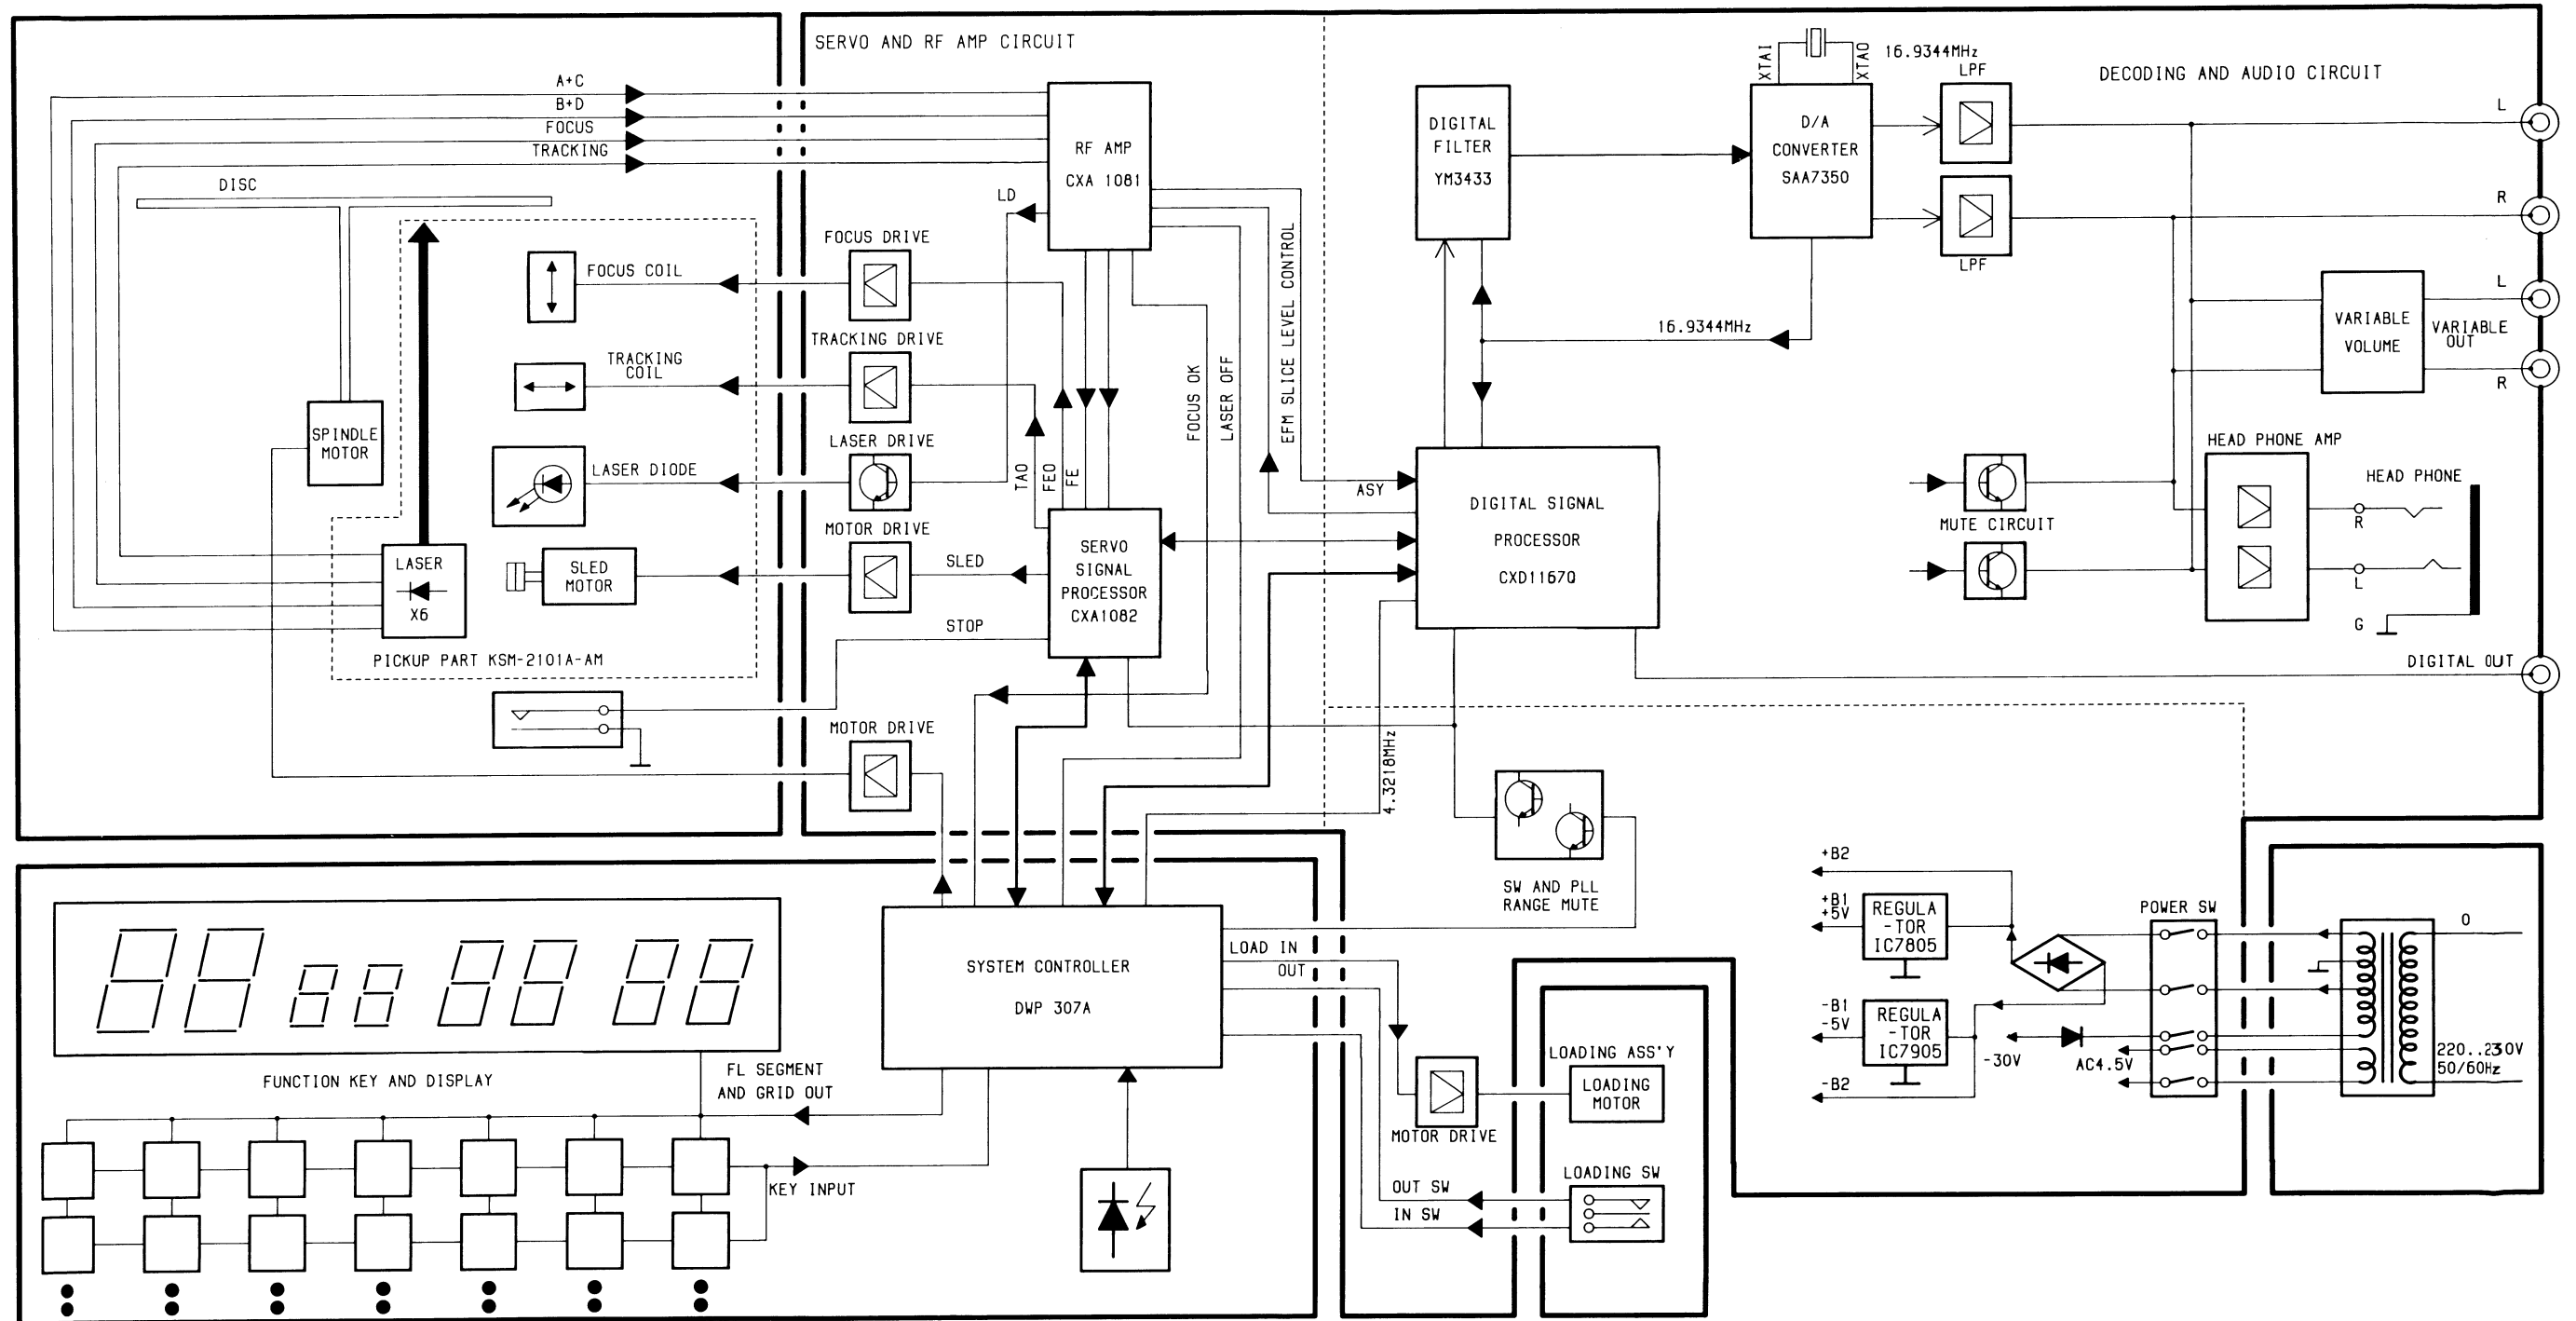 SERVO AND RF AMP CIRCUIT
A+C
B+D
FOCUS
TRACKING
DISC
RF AMP
CXA 1081
LD
FOCUS DRIVE
FOCUS COIL
TRACKING DRIVE
TRACKING
COIL
LASER DRIVE
LASER DIODE
SPINDLE
MOTOR
MOTOR DRIVE
SLED
MOTOR
SLED
LASER
X6
PICKUP PART KSM-2101A-AM
STOP
MOTOR DRIVE
TAO
FEO
FE
FOCUS OK
LASER OFF
EFM SLICE LEVEL CONTROL
SERVO
SIGNAL
PROCESSOR
CXA1082
DECODING AND AUDIO CIRCUIT
DIGITAL
FILTER
YM3433
XTAI
XTAO
16.9344MHz
D/A
CONVERTER
SAA7350
LPF
LPF
16.9344MHz
L
R
L
VARIABLE
VOLUME
VARIABLE
OUT
R
HEAD PHONE AMP
HEAD PHONE
R
L
G
MUTE CIRCUIT
DIGITAL OUT
ASY
DIGITAL SIGNAL
PROCESSOR
CXD1167Q
4.3218MHz
SW AND PLL
RANGE MUTE
SYSTEM CONTROLLER
DWP 307A
LOAD IN
OUT
FUNCTION KEY AND DISPLAY
FL SEGMENT
AND GRID OUT
KEY INPUT
MOTOR DRIVE
LOADING ASS'Y
LOADING
MOTOR
LOADING SW
OUT SW
IN SW
+B2
+B1
+5V
REGULA
-TOR
IC7805
-B1
-5V
REGULA
-TOR
IC7905
-B2
-30V
AC4.5V
POWER SW
0
220..230V
50/60Hz